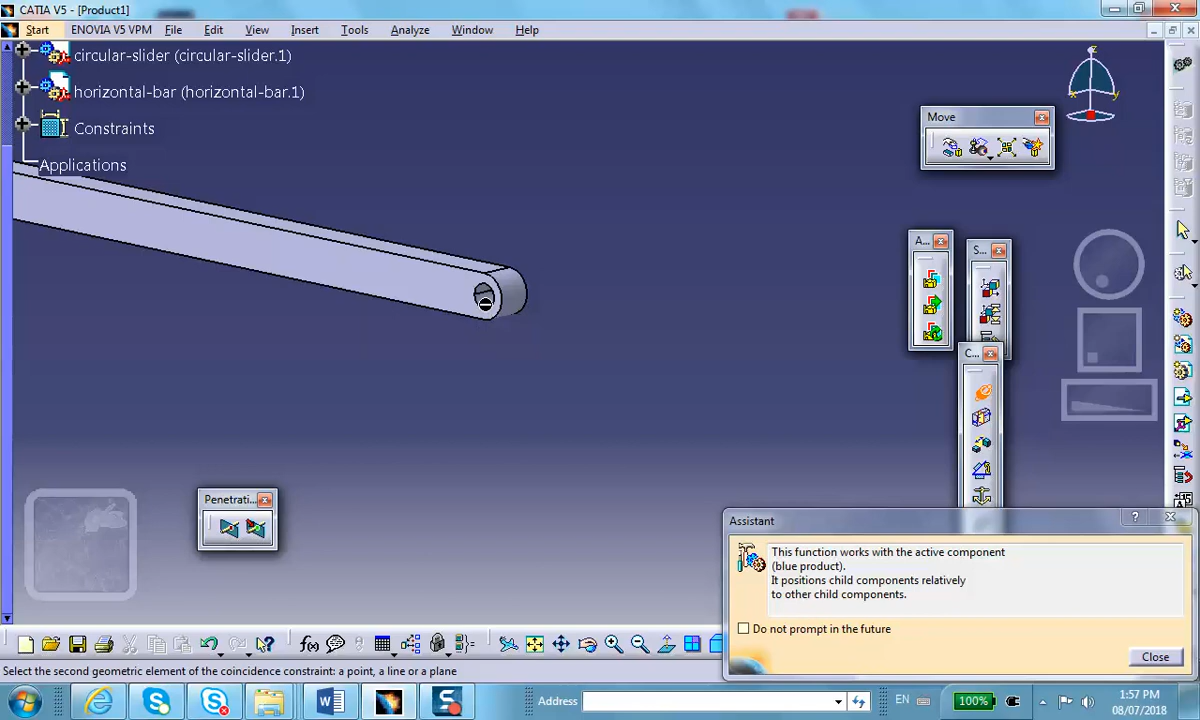 CATIA V5 - [Product1]
Start ENOVIA V5 VPM File Edit View Insert Tools Analyze Window Help
circular-slider (circular-slider.1)
horizontal-bar (horizontal-bar.1)
Constraints
Applications
z
x
y
Move
A...
S...
C...
Penetrati...
Assistant
This function works with the active component
(blue product).
It positions child components relatively
to other child components.
Do not prompt in the future
Close
f(x)
Select the second geometric element of the coincidence constraint: a point, a line or a plane
Address
EN
100%
1:57 PM
08/07/2018